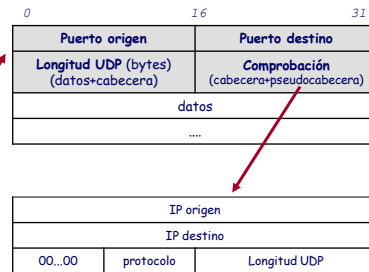 0 16 31
Puerto origen Puerto destino
Longitud UDP (bytes) Comprobación
(datos+cabecera) (cabecera+pseudocabecera)
datos
....
IP origen
IP destino
00...00 protocolo Longitud UDP